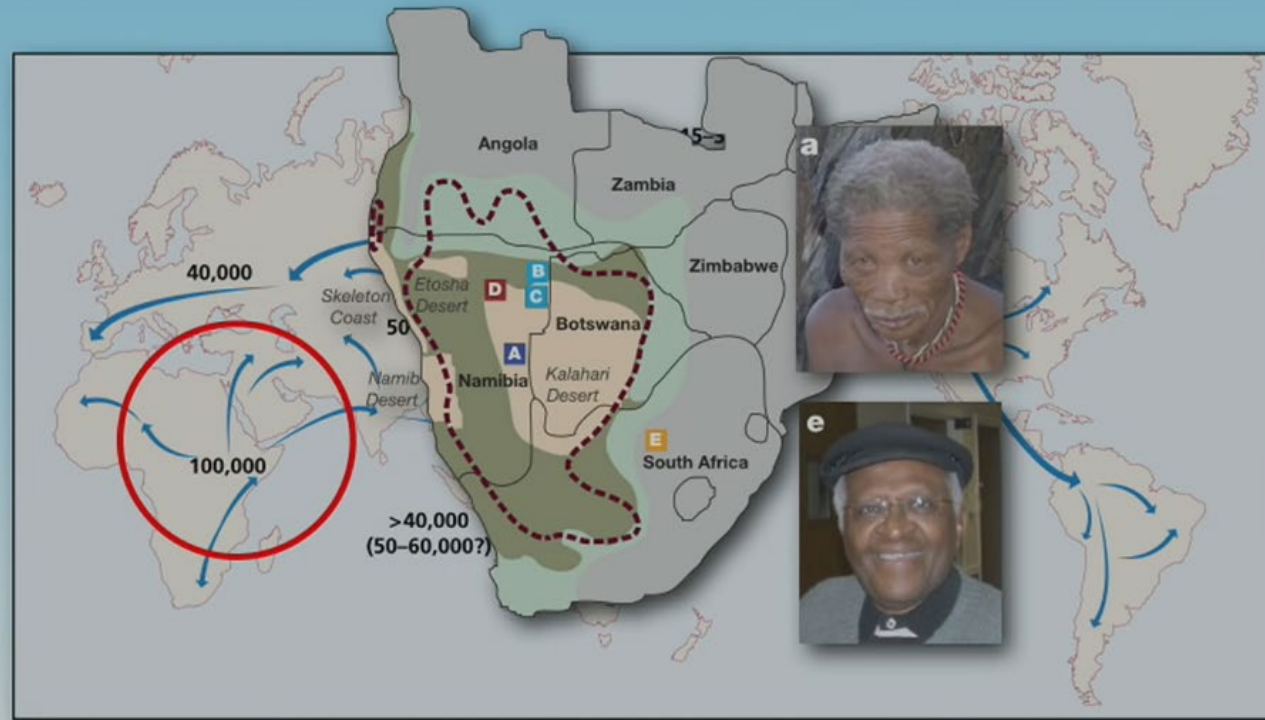 Angola
15–
a
Zambia
Zimbabwe
40,000
Etosha
Desert
D
B
C
Skeleton
Coast
50
Botswana
A
Namibia
Kalahari
Desert
Namib
Desert
e
E
South Africa
100,000
>40,000
(50–60,000?)